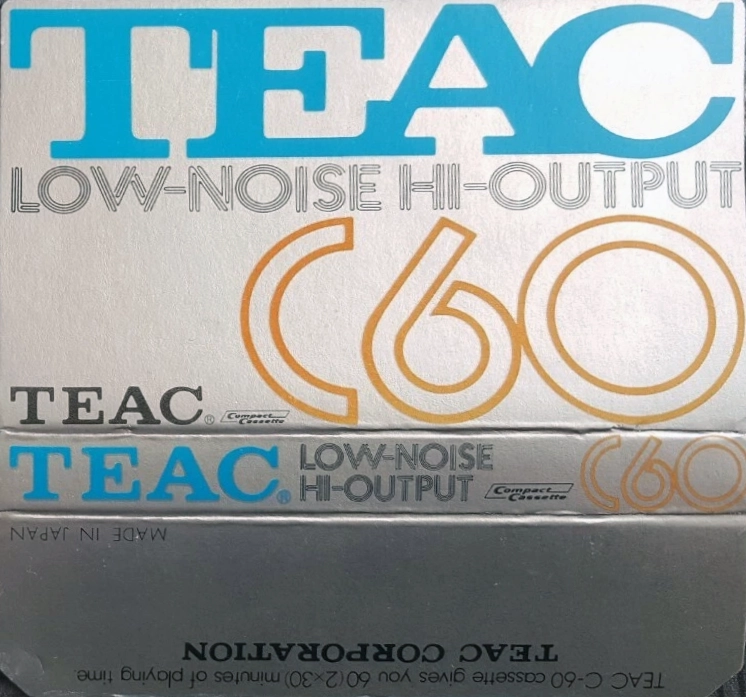 TEAC
LOW-NOISE HI-OUTPUT
C60
TEAC® Compact Cassette
TEAC® LOW-NOISE
HI-OUTPUT Compact Cassette C60
TEAC C-60 cassette gives you 60 (2×30) minutes of playing time.
TEAC CORPORATION
MADE IN JAPAN